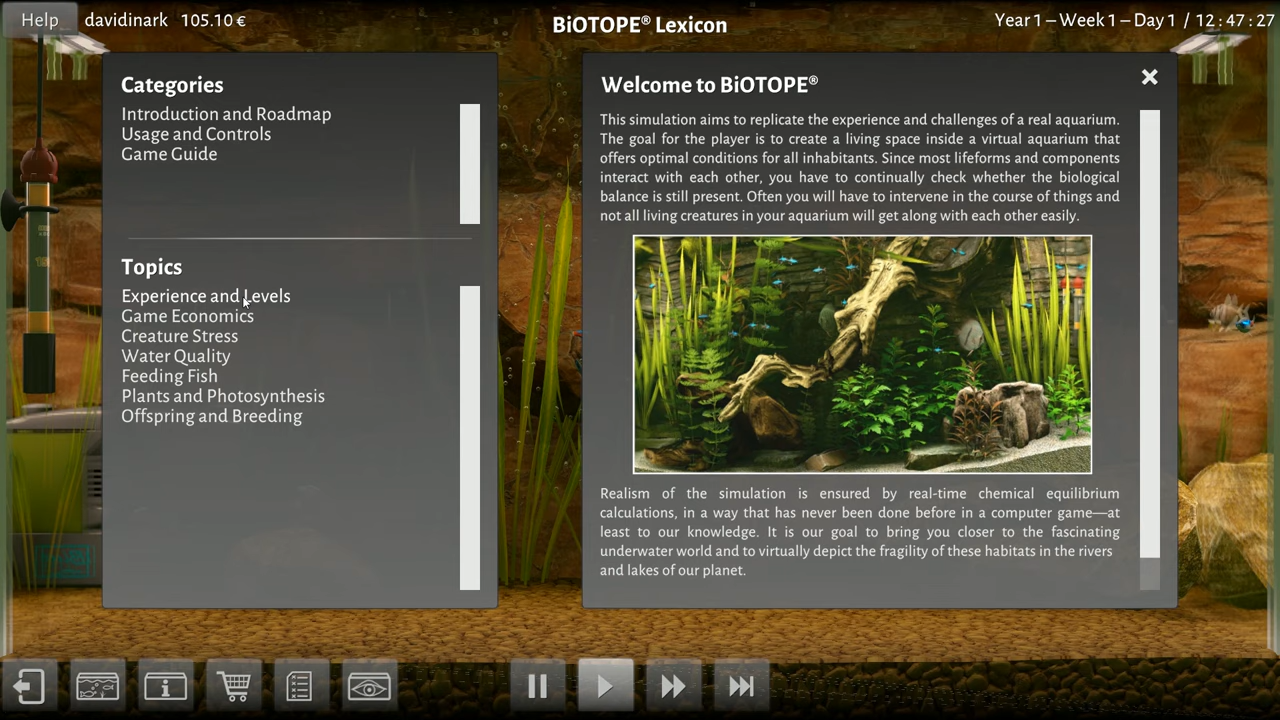 Help davidinark 105.10 €
BiOTOPE® Lexicon
Year 1 – Week 1 – Day 1 / 12 : 47 : 27
Categories
Introduction and Roadmap
Usage and Controls
Game Guide
Topics
Experience and Levels
Game Economics
Creature Stress
Water Quality
Feeding Fish
Plants and Photosynthesis
Offspring and Breeding
Welcome to BiOTOPE®
This simulation aims to replicate the experience and challenges of a real aquarium.
The goal for the player is to create a living space inside a virtual aquarium that
offers optimal conditions for all inhabitants. Since most lifeforms and components
interact with each other, you have to continually check whether the biological
balance is still present. Often you will have to intervene in the course of things and
not all living creatures in your aquarium will get along with each other easily.
Realism of the simulation is ensured by real-time chemical equilibrium
calculations, in a way that has never been done before in a computer game—at
least to our knowledge. It is our goal to bring you closer to the fascinating
underwater world and to virtually depict the fragility of these habitats in the rivers
and lakes of our planet.